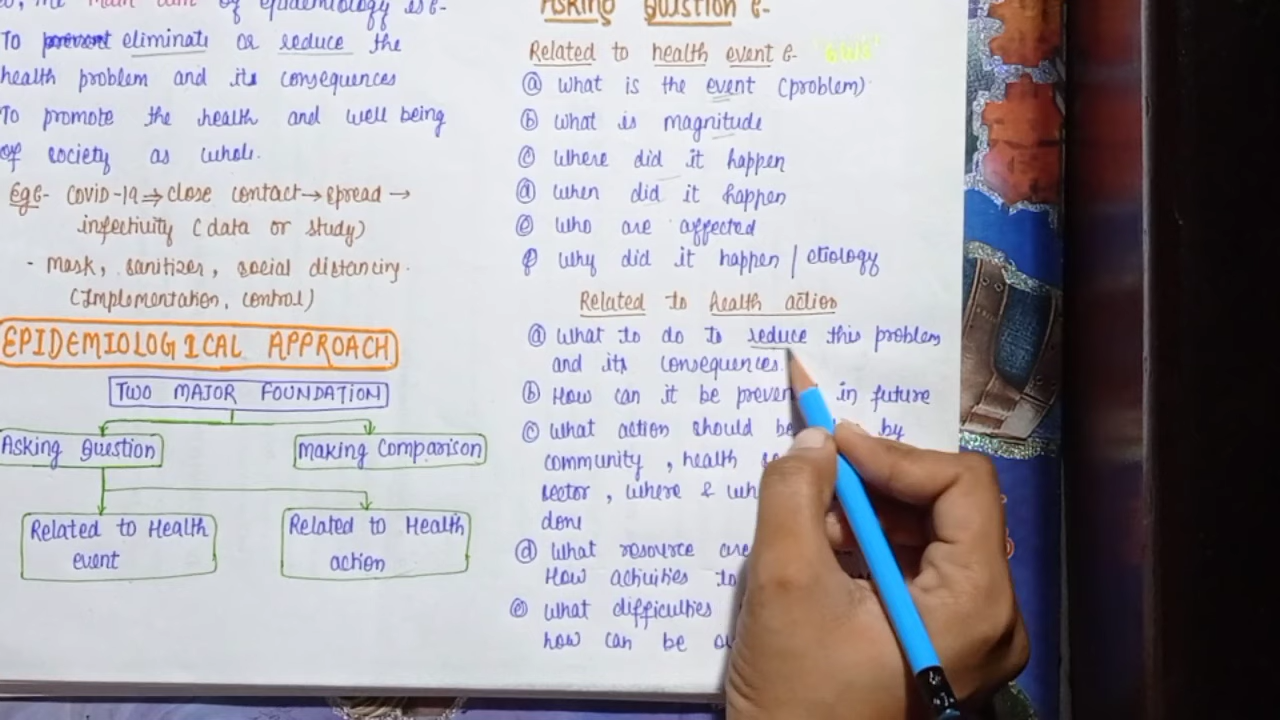 main aim of epidemiology is:-
To prevent eliminate or reduce the
health problem and its consequences
To promote the health and well being
of society as whole.
Eg:- COVID-19⇒close contact→spread→
infectivity (data or study)
- Mask, sanitizer, social distancing.
(Implementation, control)
EPIDEMIOLOGICAL APPROACH
TWO MAJOR FOUNDATION
Asking Question
Making Comparison
Related to Health
event
Related to Health
action
Asking Question :-
Related to health event :-
(a) What is the event (problem)
(b) What is magnitude
(c) Where did it happen
(d) When did it happen
(e) Who are affected
(f) Why did it happen / etiology
Related to health action
(a) What to do to reduce this problem
and its consequences.
(b) How can it be in future
(c) What action should be by
community, health
sector, where &
done
(d) What resource are
How activities to
(e) What difficulties
how can be